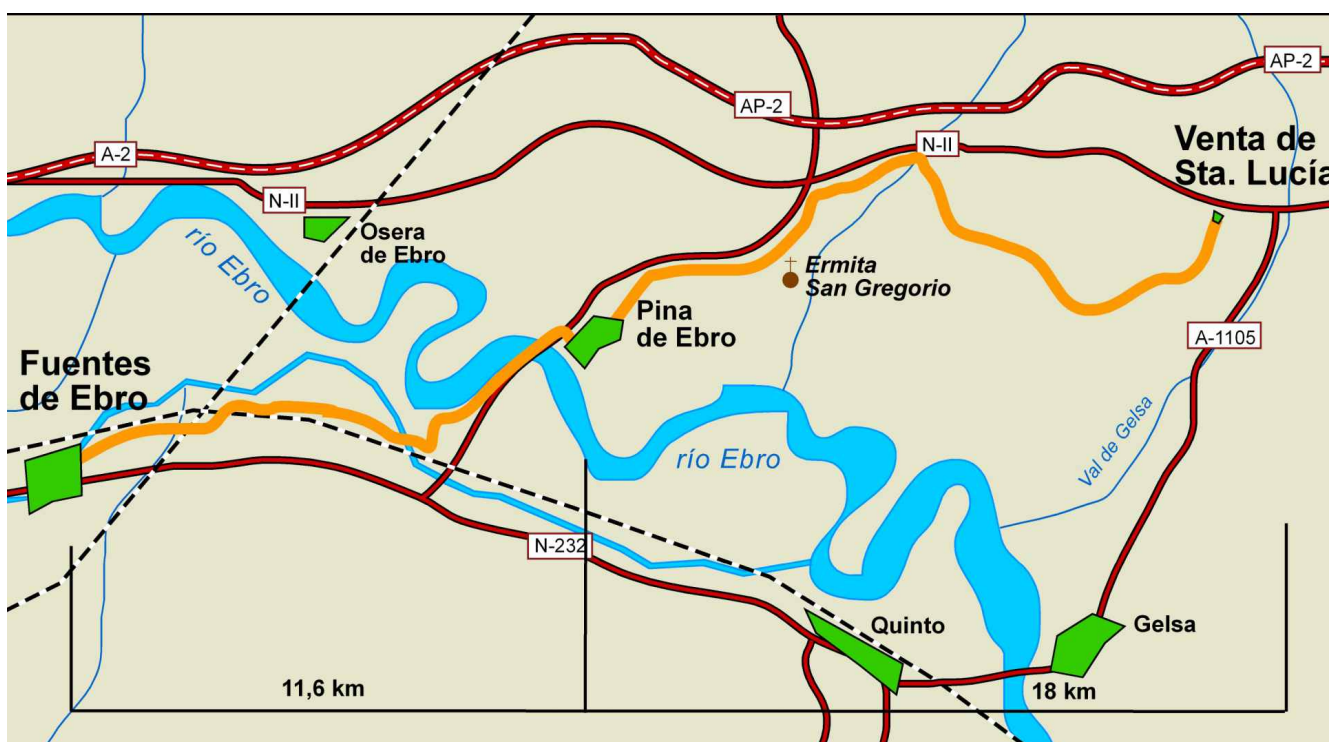 AP-2
AP-2
A-2
N-II
Venta de
Sta. Lucía
N-II
Osera
de Ebro
río Ebro
Ermita
San Gregorio
Pina
de Ebro
A-1105
Fuentes
de Ebro
Val de Gelsa
río Ebro
N-232
Quinto
Gelsa
11,6 km
18 km